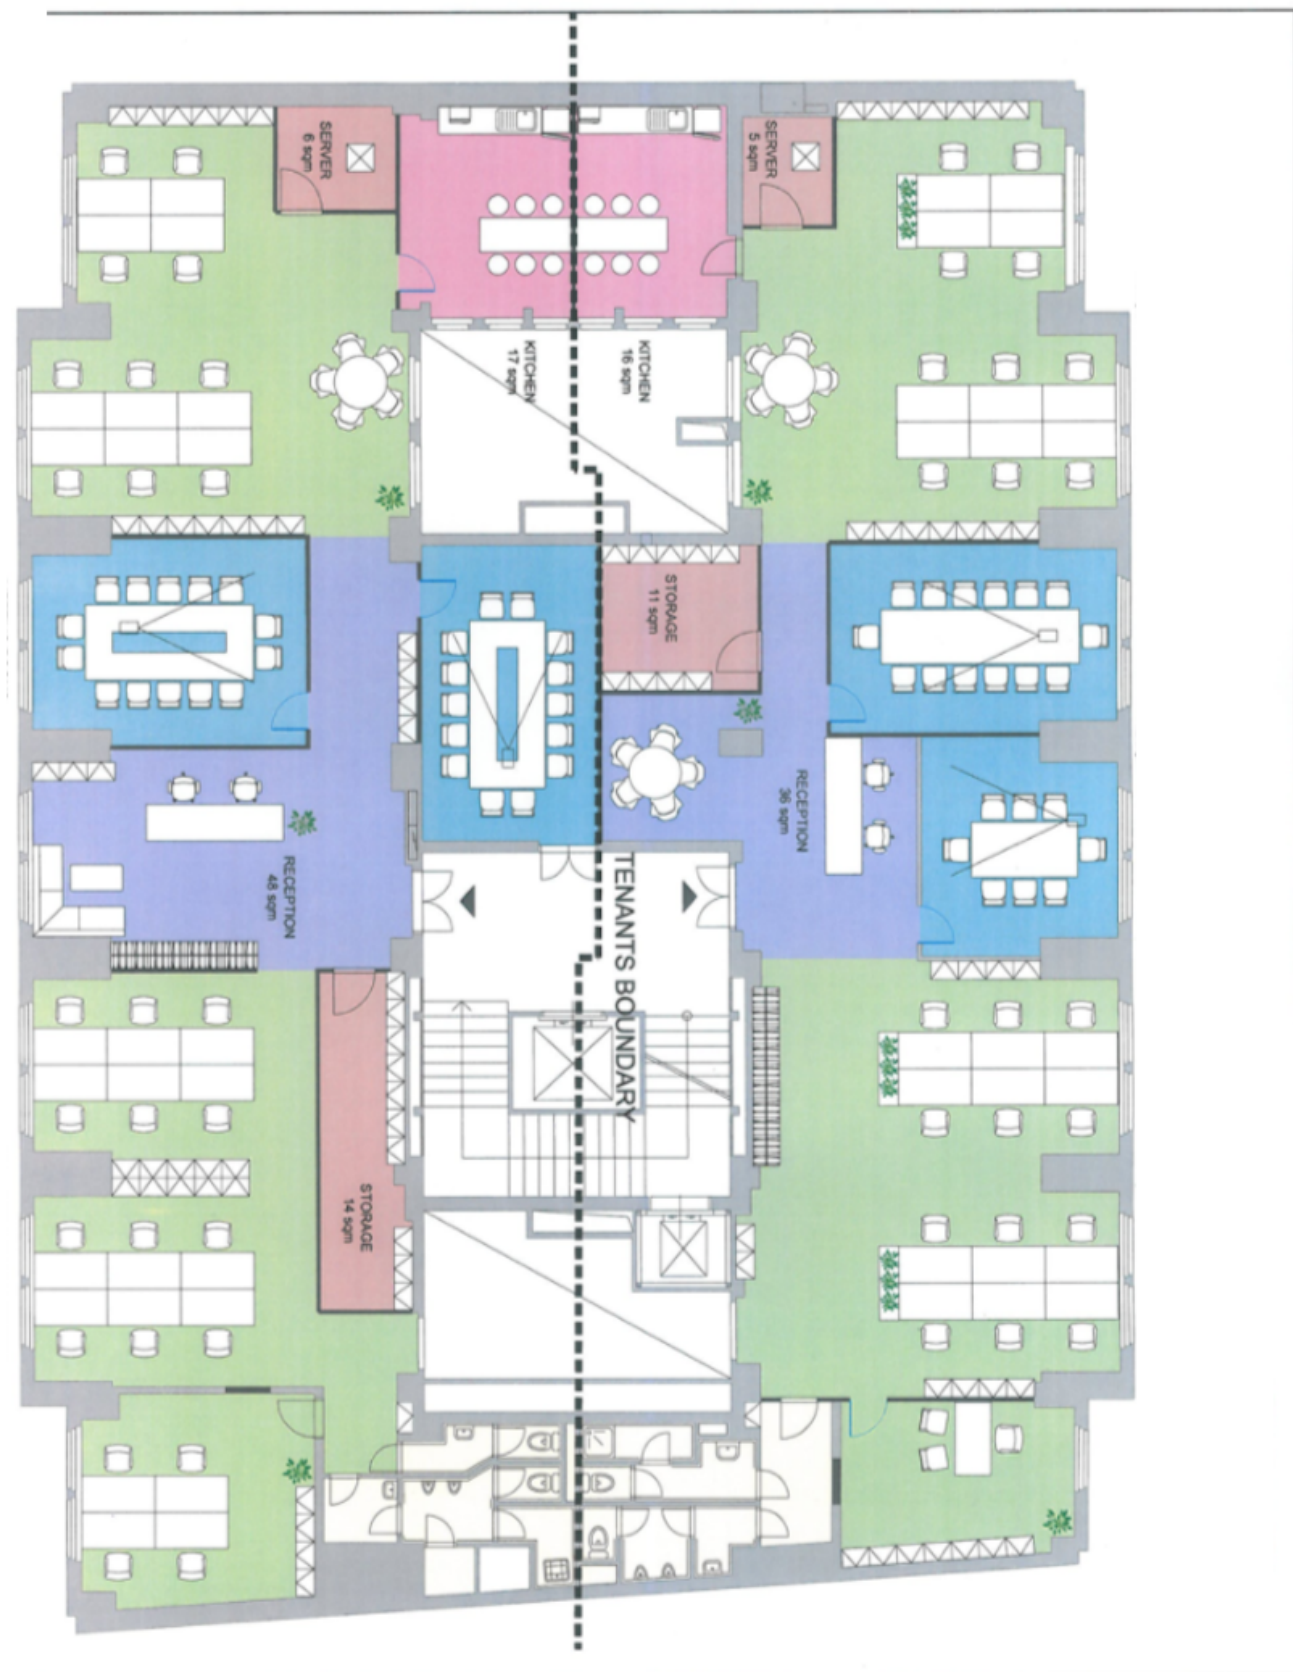 SERVER
6 sqm
SERVER
5 sqm
KITCHEN
17 sqm
KITCHEN
16 sqm
STORAGE
11 sqm
RECEPTION
36 sqm
RECEPTION
48 sqm
TENANTS BOUNDARY
STORAGE
14 sqm